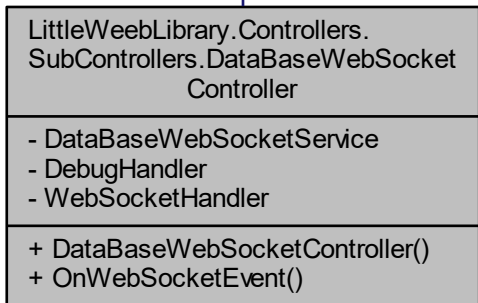 LittleWeebLibrary.Controllers.
SubControllers.DataBaseWebSocket
Controller
- DataBaseWebSocketService
- DebugHandler
- WebSocketHandler
+ DataBaseWebSocketController()
+ OnWebSocketEvent()